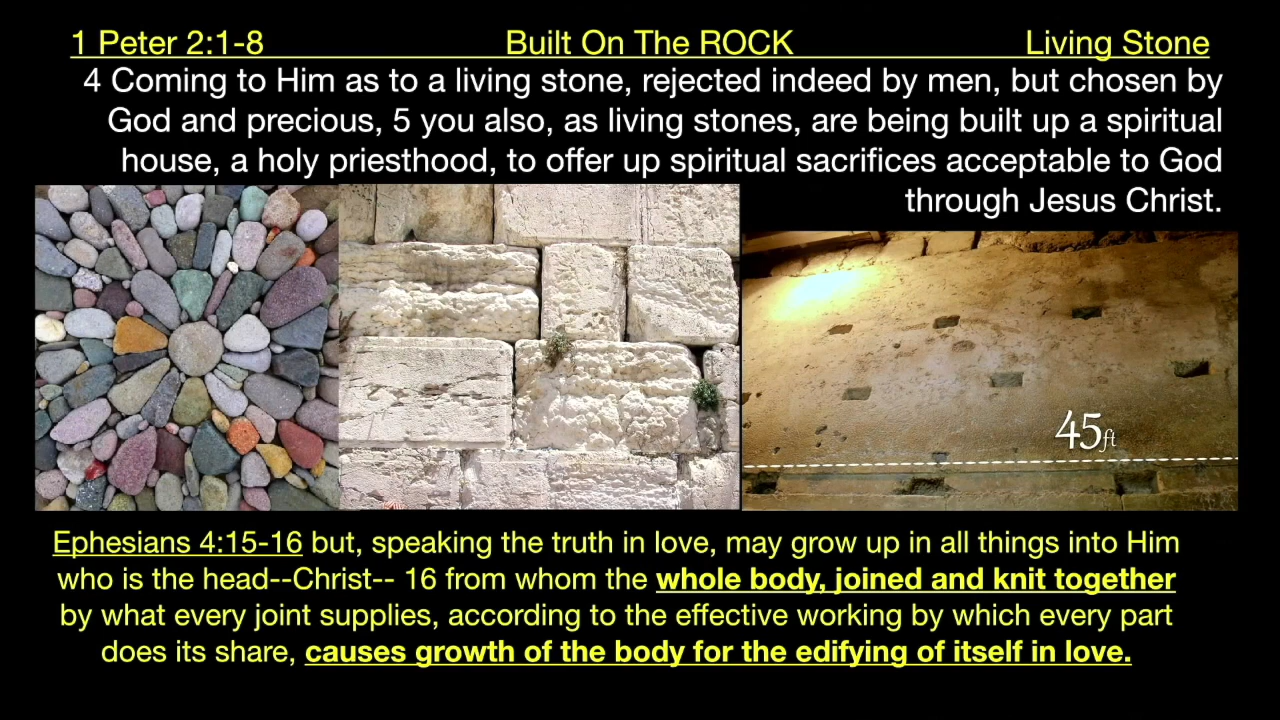 1 Peter 2:1-8 Built On The ROCK Living Stone
4 Coming to Him as to a living stone, rejected indeed by men, but chosen by
God and precious, 5 you also, as living stones, are being built up a spiritual
house, a holy priesthood, to offer up spiritual sacrifices acceptable to God
through Jesus Christ.
45ft
Ephesians 4:15-16 but, speaking the truth in love, may grow up in all things into Him
who is the head--Christ-- 16 from whom the whole body, joined and knit together
by what every joint supplies, according to the effective working by which every part
does its share, causes growth of the body for the edifying of itself in love.